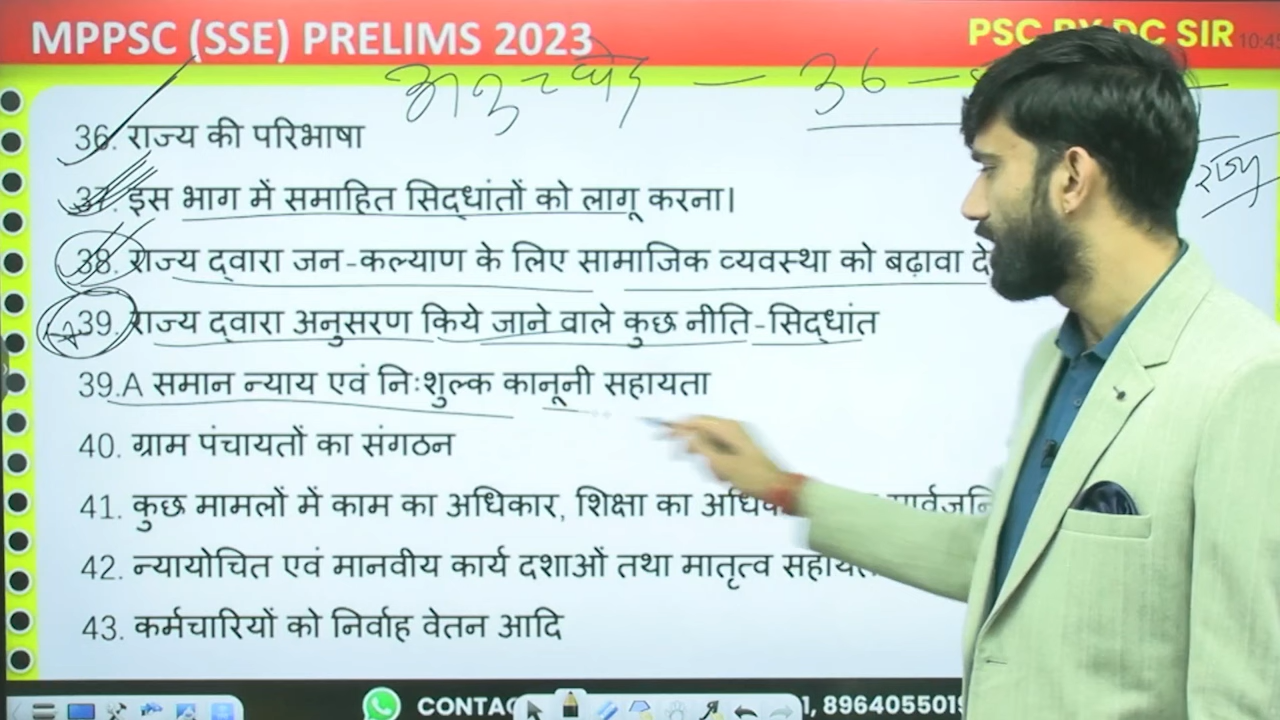 MPPSC (SSE) PRELIMS 2023
PSC BY DC SIR
अनुच्छेद — 36 —
36. राज्य की परिभाषा
राज्य
37. इस भाग में समाहित सिद्धांतों को लागू करना।
38. राज्य द्वारा जन-कल्याण के लिए सामाजिक व्यवस्था को बढ़ावा दे
39. राज्य द्वारा अनुसरण किये जाने वाले कुछ नीति-सिद्धांत
39.A समान न्याय एवं निःशुल्क कानूनी सहायता
40. ग्राम पंचायतों का संगठन
41. कुछ मामलों में काम का अधिकार, शिक्षा का
42. न्यायोचित एवं मानवीय कार्य दशाओं तथा मातृत्व
43. कर्मचारियों को निर्वाह वेतन आदि